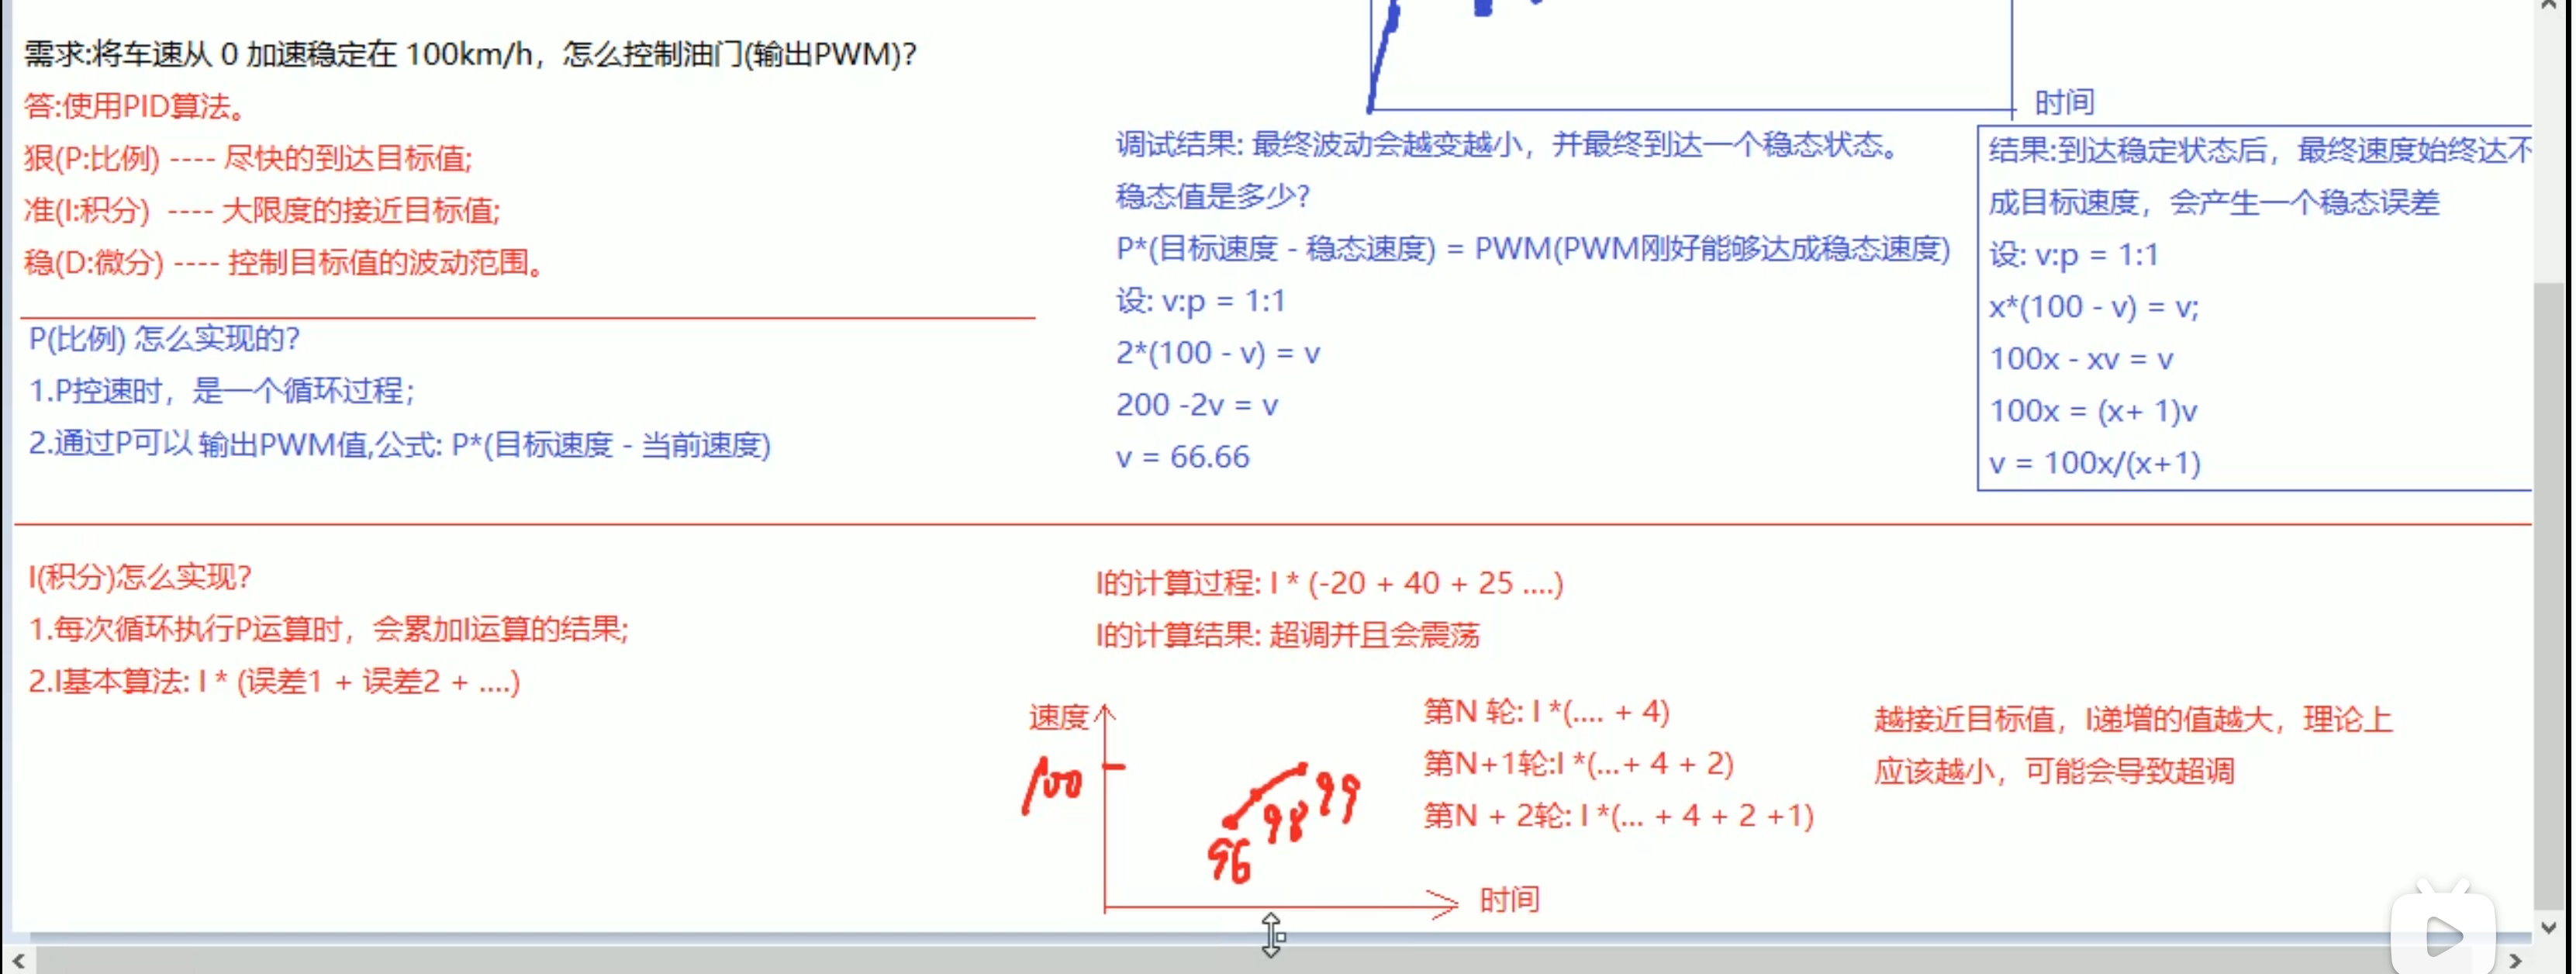 需求:将车速从 0 加速稳定在 100km/h，怎么控制油门(输出PWM)?
答:使用PID算法。
狠(P:比例) ---- 尽快的到达目标值;
准(I:积分) ---- 大限度的接近目标值;
稳(D:微分) ---- 控制目标值的波动范围。
P(比例) 怎么实现的?
1.P控速时，是一个循环过程；
2.通过P可以 输出PWM值,公式: P*(目标速度 - 当前速度)
时间
调试结果: 最终波动会越变越小，并最终到达一个稳态状态。
稳态值是多少?
P*(目标速度 - 稳态速度) = PWM(PWM刚好能够达成稳态速度)
设: v:p = 1:1
2*(100 - v) = v
200 -2v = v
v = 66.66
结果:到达稳定状态后，最终速度始终达不
成目标速度，会产生一个稳态误差
设: v:p = 1:1
x*(100 - v) = v;
100x - xv = v
100x = (x+ 1)v
v = 100x/(x+1)
I(积分)怎么实现?
1.每次循环执行P运算时，会累加I运算的结果;
2.I基本算法: I * (误差1 + 误差2 + ....)
I的计算过程: I * (-20 + 40 + 25 ....)
I的计算结果: 超调并且会震荡
速度
100
96
98
99
时间
第N 轮: I *(.... + 4)
第N+1轮:I *(...+ 4 + 2)
第N + 2轮: I *(... + 4 + 2 +1)
越接近目标值，I递增的值越大，理论上
应该越小，可能会导致超调